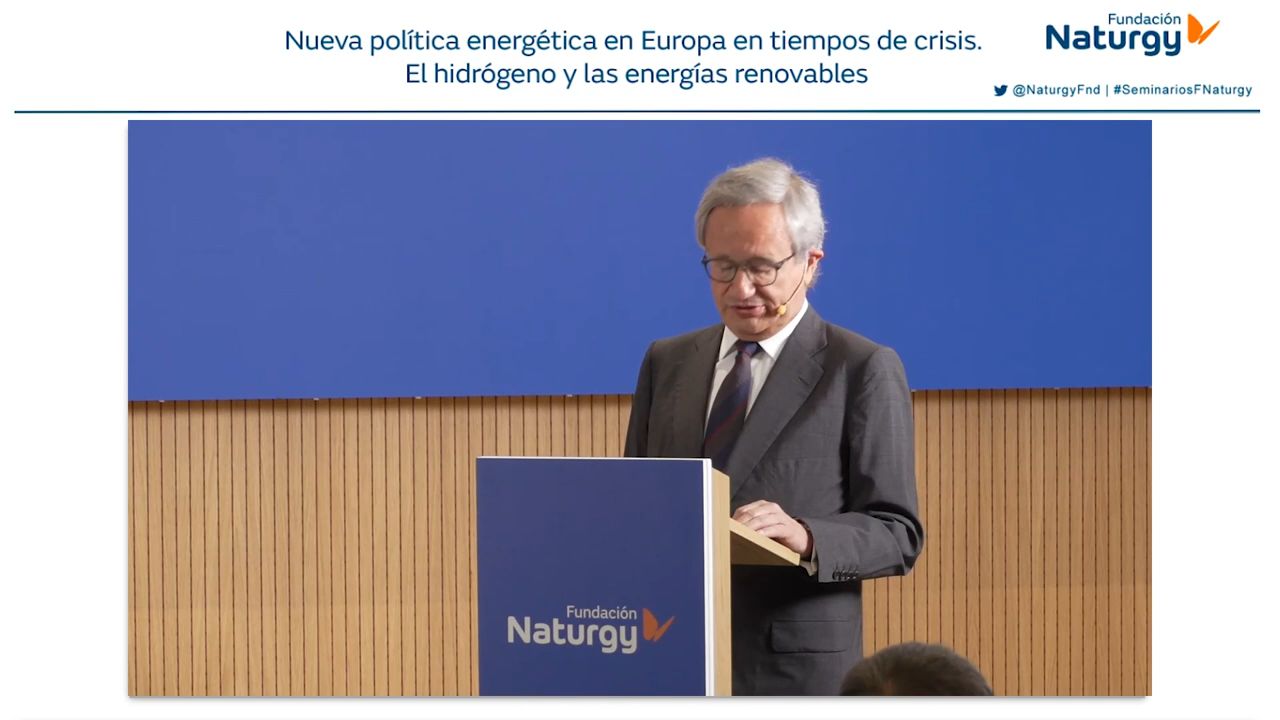 Nueva política energética en Europa en tiempos de crisis.
El hidrógeno y las energías renovables
Fundación
Naturgy
@NaturgyFnd | #SeminariosFNaturgy
Fundación
Naturgy